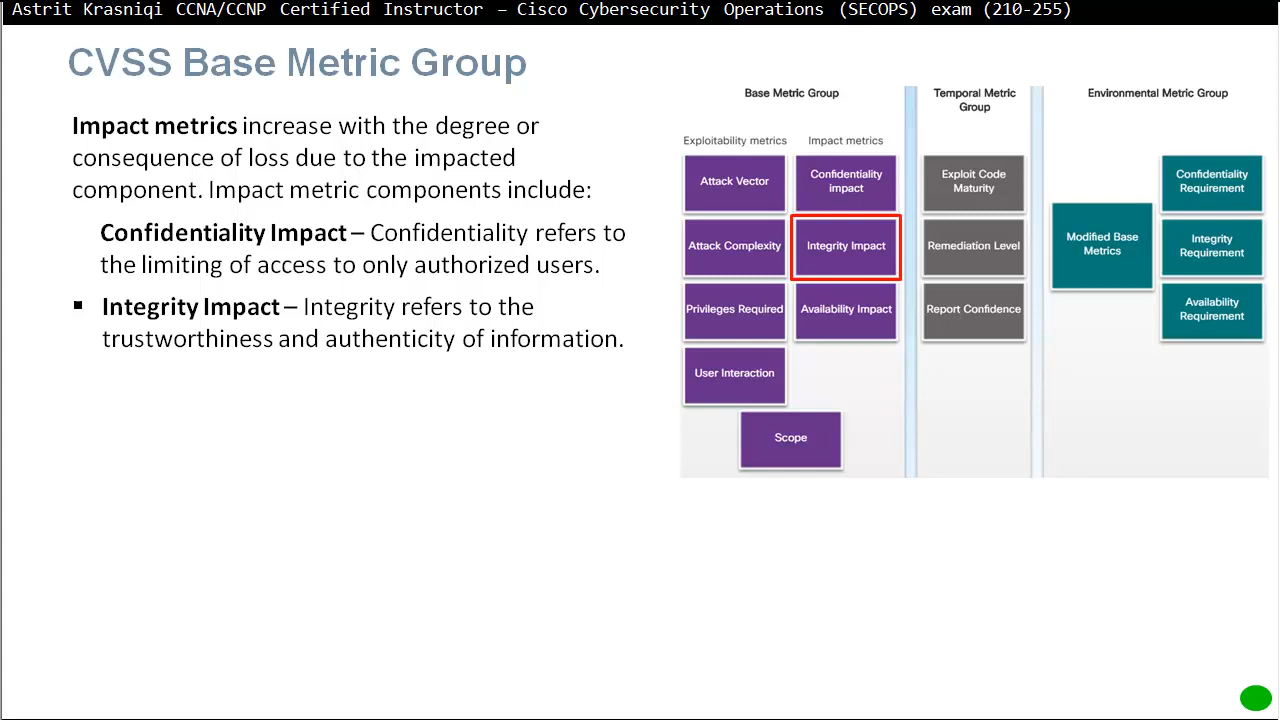 Astrit Krasniqi CCNA/CCNP Certified Instructor – Cisco Cybersecurity Operations (SECOPS) exam (210-255)
CVSS Base Metric Group
Impact metrics increase with the degree or
consequence of loss due to the impacted
component. Impact metric components include:
Confidentiality Impact – Confidentiality refers to
the limiting of access to only authorized users.
▪ Integrity Impact – Integrity refers to the
trustworthiness and authenticity of information.
Base Metric Group
Exploitability metrics
Impact metrics
Attack Vector
Confidentiality
impact
Attack Complexity
Integrity Impact
Privileges Required
Availability Impact
User Interaction
Scope
Temporal Metric
Group
Exploit Code
Maturity
Remediation Level
Report Confidence
Environmental Metric Group
Modified Base
Metrics
Confidentiality
Requirement
Integrity
Requirement
Availability
Requirement